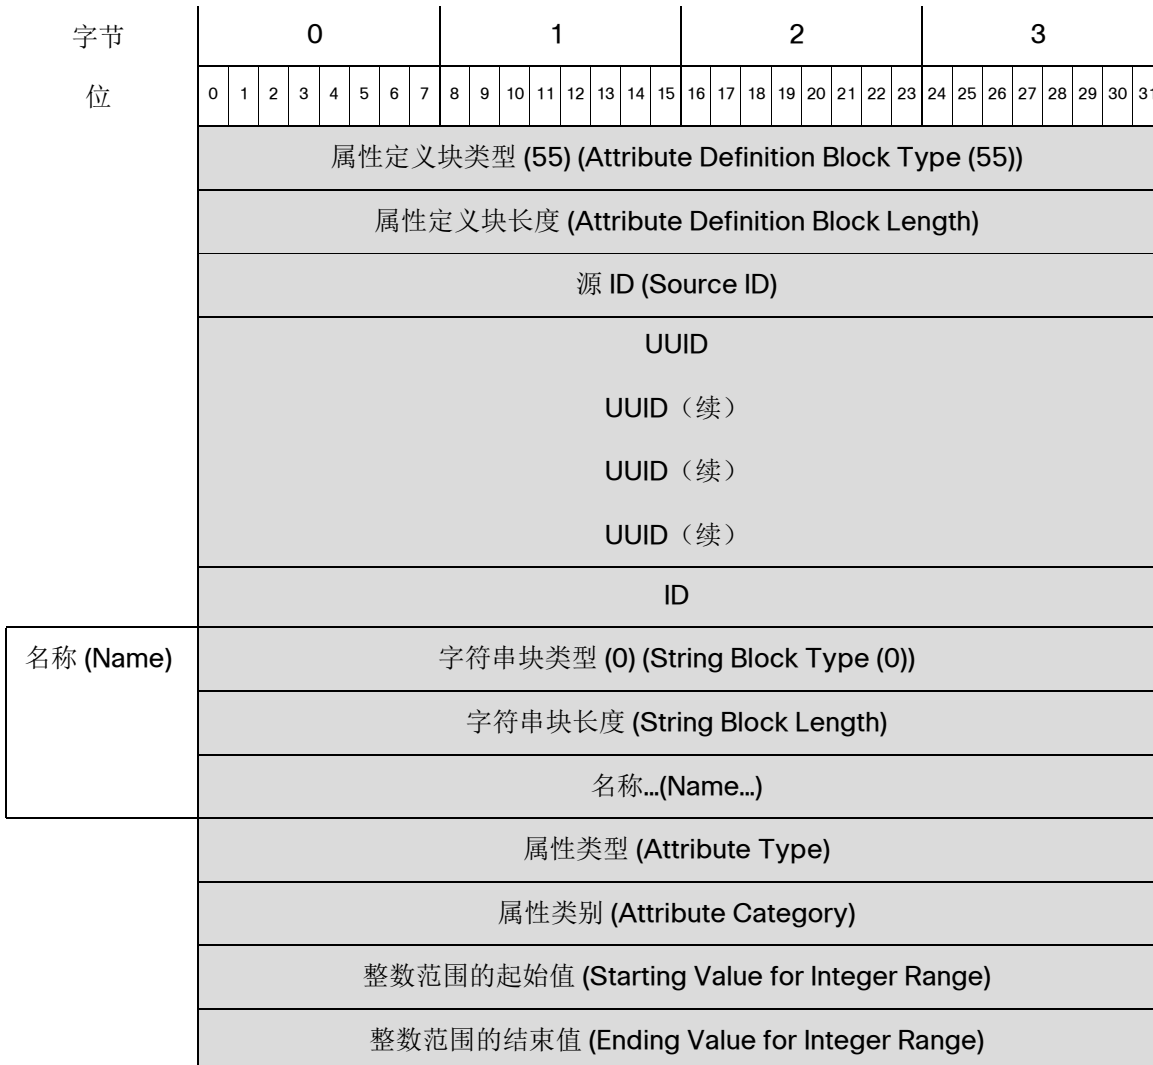 字节 0 1 2 3
位 0 1 2 3 4 5 6 7 8 9 10 11 12 13 14 15 16 17 18 19 20 21 22 23 24 25 26 27 28 29 30 31
属性定义块类型 (55) (Attribute Definition Block Type (55))
属性定义块长度 (Attribute Definition Block Length)
源 ID (Source ID)
UUID
UUID（续）
UUID（续）
UUID（续）
ID
名称 (Name) 字符串块类型 (0) (String Block Type (0))
字符串块长度 (String Block Length)
名称...(Name...)
属性类型 (Attribute Type)
属性类别 (Attribute Category)
整数范围的起始值 (Starting Value for Integer Range)
整数范围的结束值 (Ending Value for Integer Range)